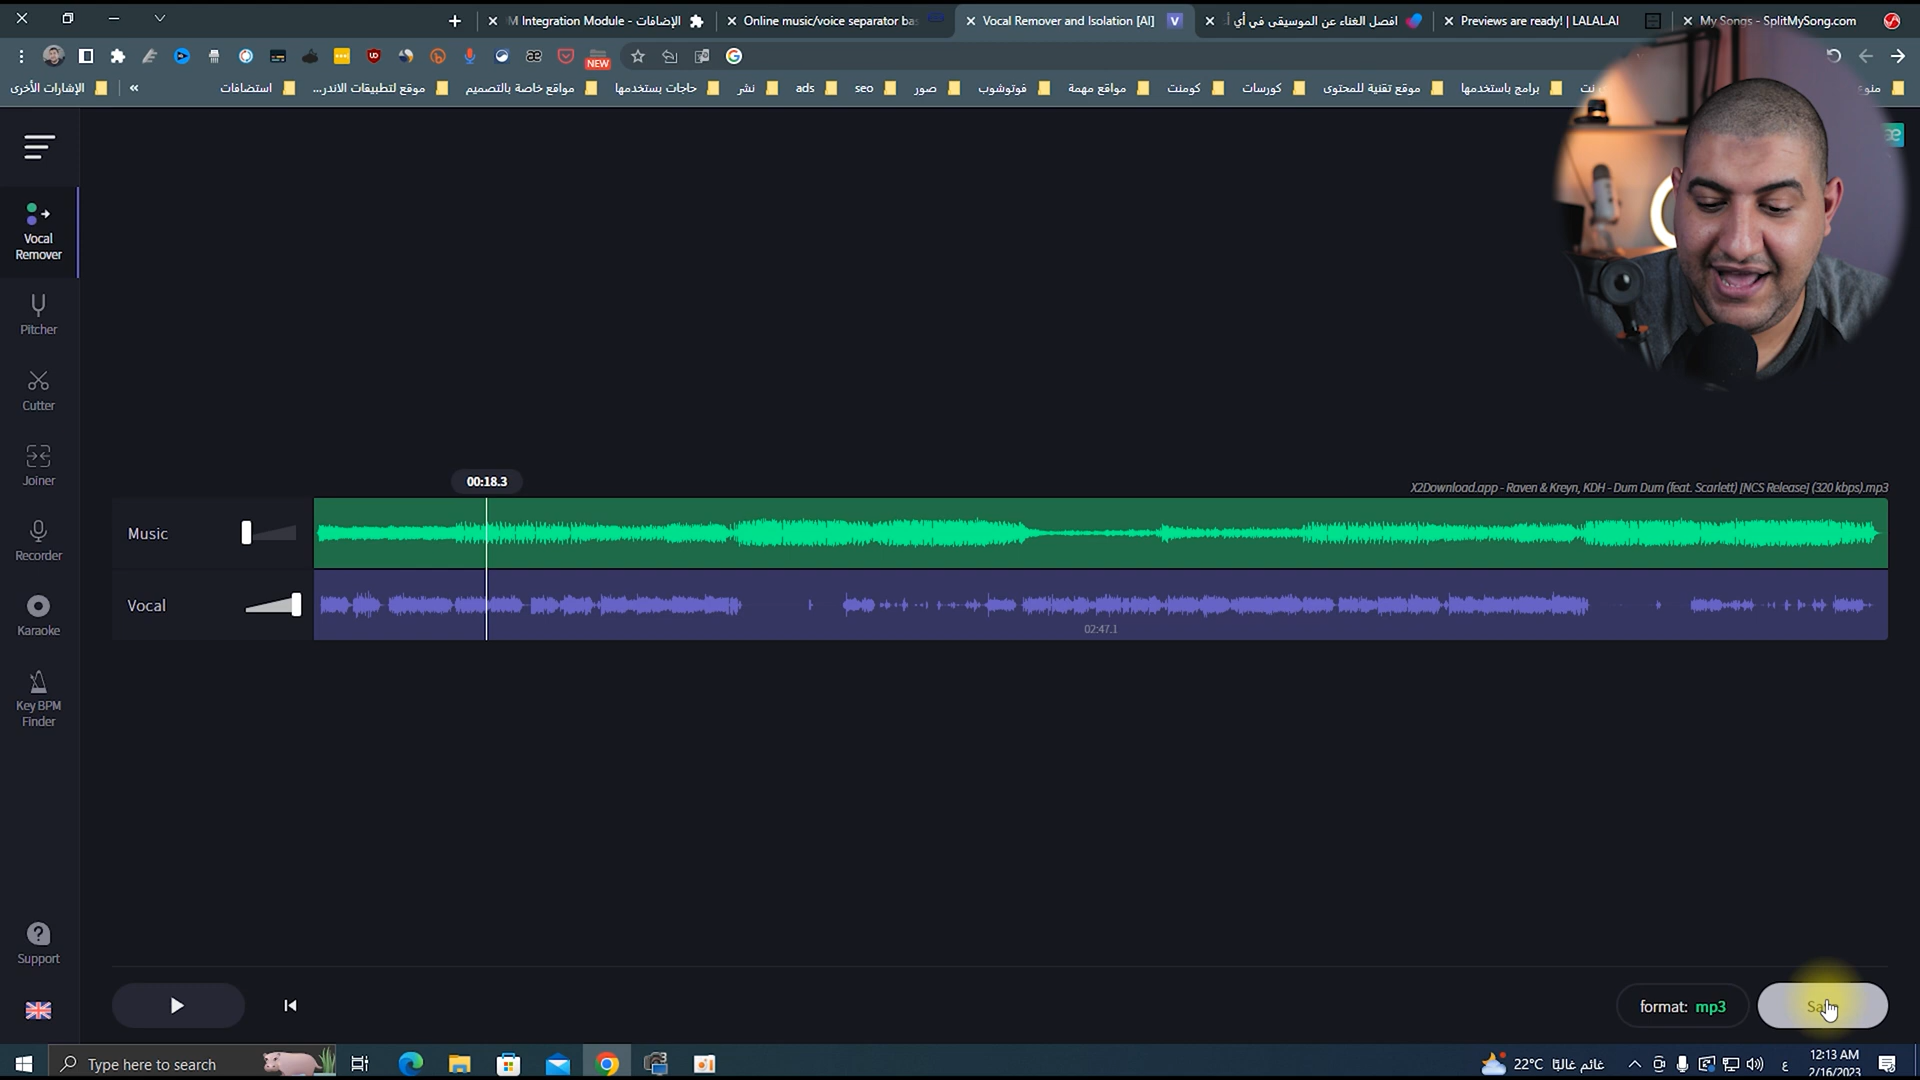 M Integration Module - الإضافات
Online music/voice separator bas
Vocal Remover and Isolation [AI]
افصل الغناء عن الموسيقى في أي أ
Previews are ready! | LALAL.AI
My Songs - SplitMySong.com
NEW
الإشارات الأخرى
«
استضافات
موقع لتطبيقات الاندر...
مواقع خاصة بالتصميم
حاجات بستخدمها
نشر
ads
seo
صور
فوتوشوب
مواقع مهمة
كومنت
كورسات
موقع تقنية للمحتوى
برامج باستخدمها
رنت
منوع
Vocal
Remover
Pitcher
Cutter
Joiner
Recorder
Karaoke
Key BPM
Finder
Support
00:18.3
X2Download.app - Raven & Kreyn, KDH - Dum Dum (feat. Scarlett) [NCS Release] (320 kbps).mp3
Music
Vocal
02:47.1
format: mp3
Type here to search
22°C غائم غالبًا
ع
12:13 AM
2/16/2023